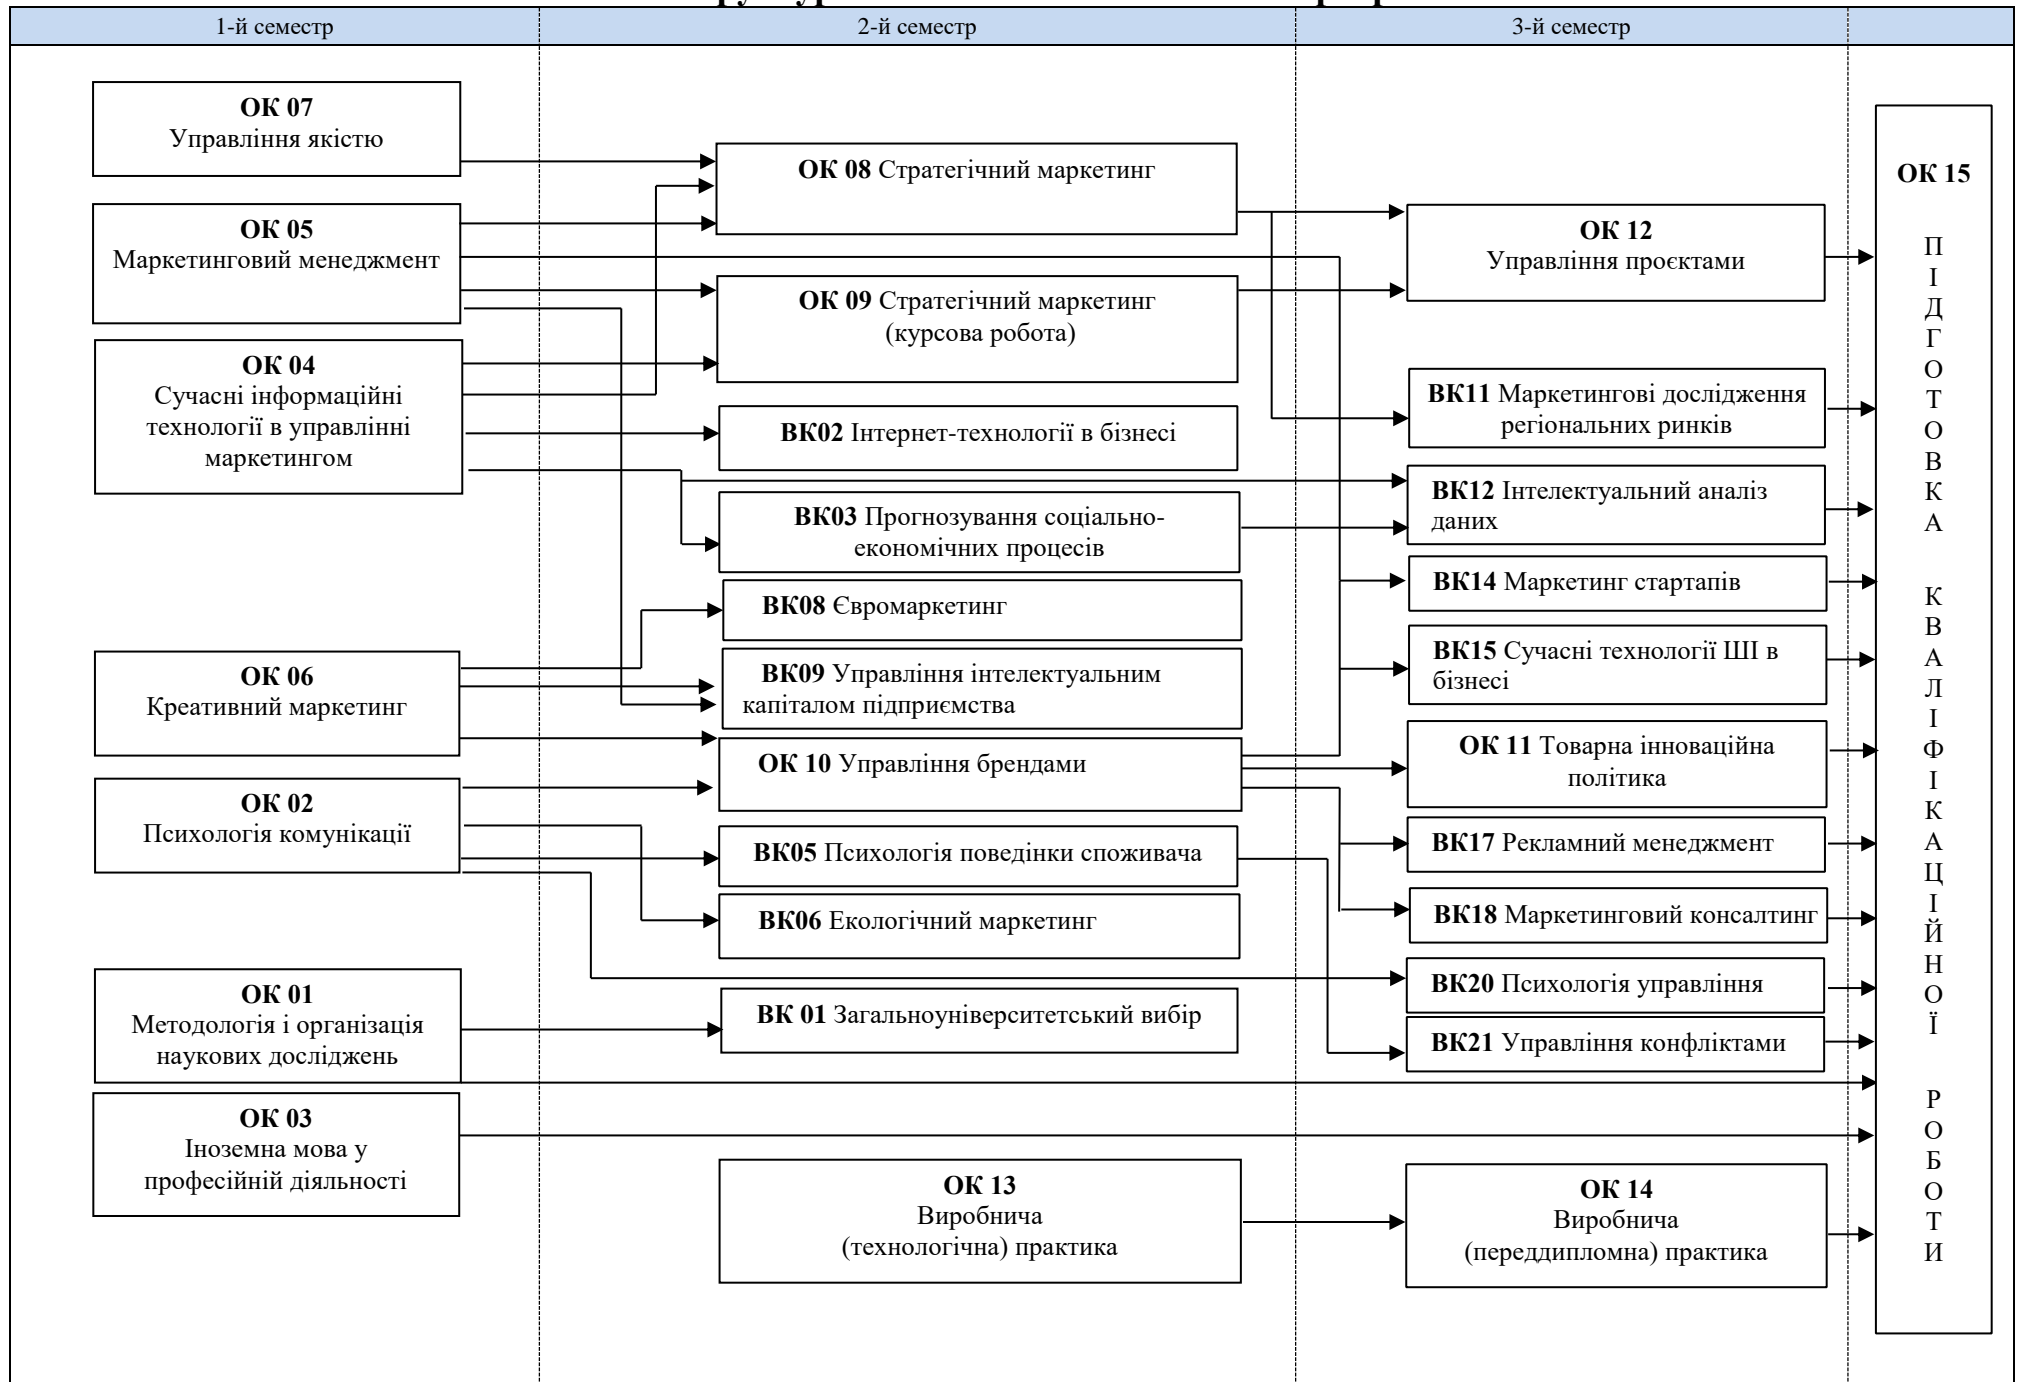 1-й семестр
2-й семестр
3-й семестр
ОК 07
Управління якістю
ОК 05
Маркетинговий менеджмент
ОК 04
Сучасні інформаційні
технології в управлінні
маркетингом
ОК 06
Креативний маркетинг
ОК 02
Психологія комунікації
ОК 01
Методологія і організація
наукових досліджень
ОК 03
Іноземна мова у
професійній діяльності
ОК 08 Стратегічний маркетинг
ОК 09 Стратегічний маркетинг
(курсова робота)
ВК02 Інтернет-технології в бізнесі
ВК03 Прогнозування соціально-
економічних процесів
ВК08 Євромаркетинг
ВК09 Управління інтелектуальним
капіталом підприємства
ОК 10 Управління брендами
ВК05 Психологія поведінки споживача
ВК06 Екологічний маркетинг
ВК 01 Загальноуніверситетський вибір
ОК 13
Виробнича
(технологічна) практика
ОК 12
Управління проєктами
ВК11 Маркетингові дослідження
регіональних ринків
ВК12 Інтелектуальний аналіз
даних
ВК14 Маркетинг стартапів
ВК15 Сучасні технології ШІ в
бізнесі
ОК 11 Товарна інноваційна
політика
ВК17 Рекламний менеджмент
ВК18 Маркетинговий консалтинг
ВК20 Психологія управління
ВК21 Управління конфліктами
ОК 14
Виробнича
(переддипломна) практика
ОК 15
ПІДГОТОВКА КВАЛІФІКАЦІЙНОЇ РОБОТИ